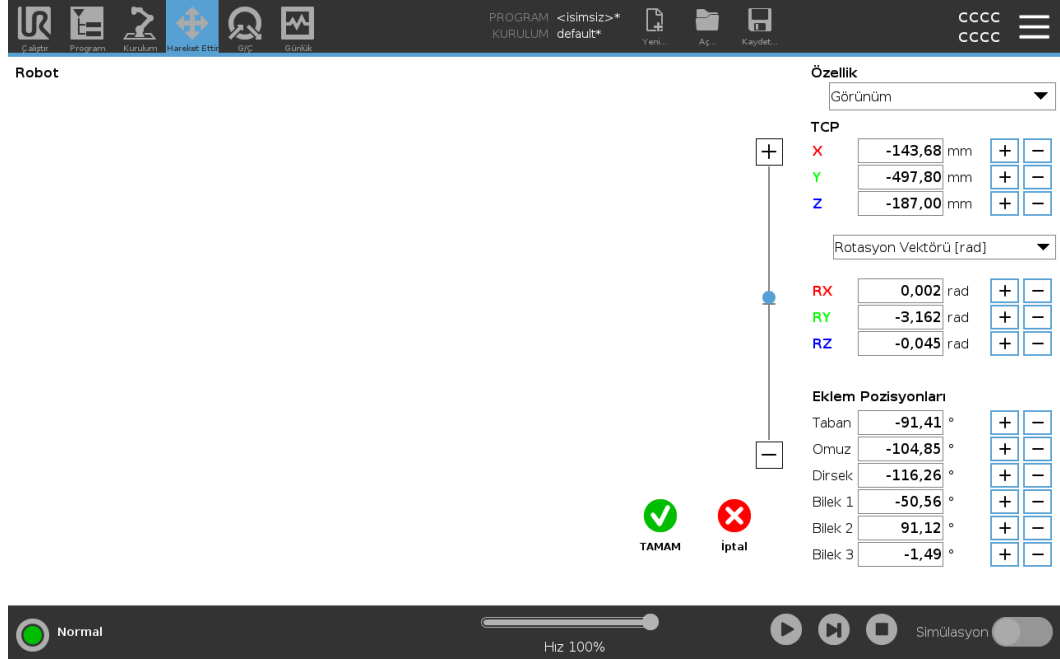 PROGRAM <isimsiz>*
KURULUM default*
CCCC
CCCC
Çalıştır Program Kurulum Hareket Ettir G/Ç Günlük Yeni... Aç... Kaydet...
Robot
Özellik
Görünüm
TCP
X -143,68 mm + −
Y -497,80 mm + −
Z -187,00 mm + −
Rotasyon Vektörü [rad]
RX 0,002 rad + −
RY -3,162 rad + −
RZ -0,045 rad + −
Eklem Pozisyonları
Taban -91,41 ° + −
Omuz -104,85 ° + −
Dirsek -116,26 ° + −
Bilek 1 -50,56 ° + −
Bilek 2 91,12 ° + −
Bilek 3 -1,49 ° + −
TAMAM İptal
Normal
Hız 100%
Simülasyon